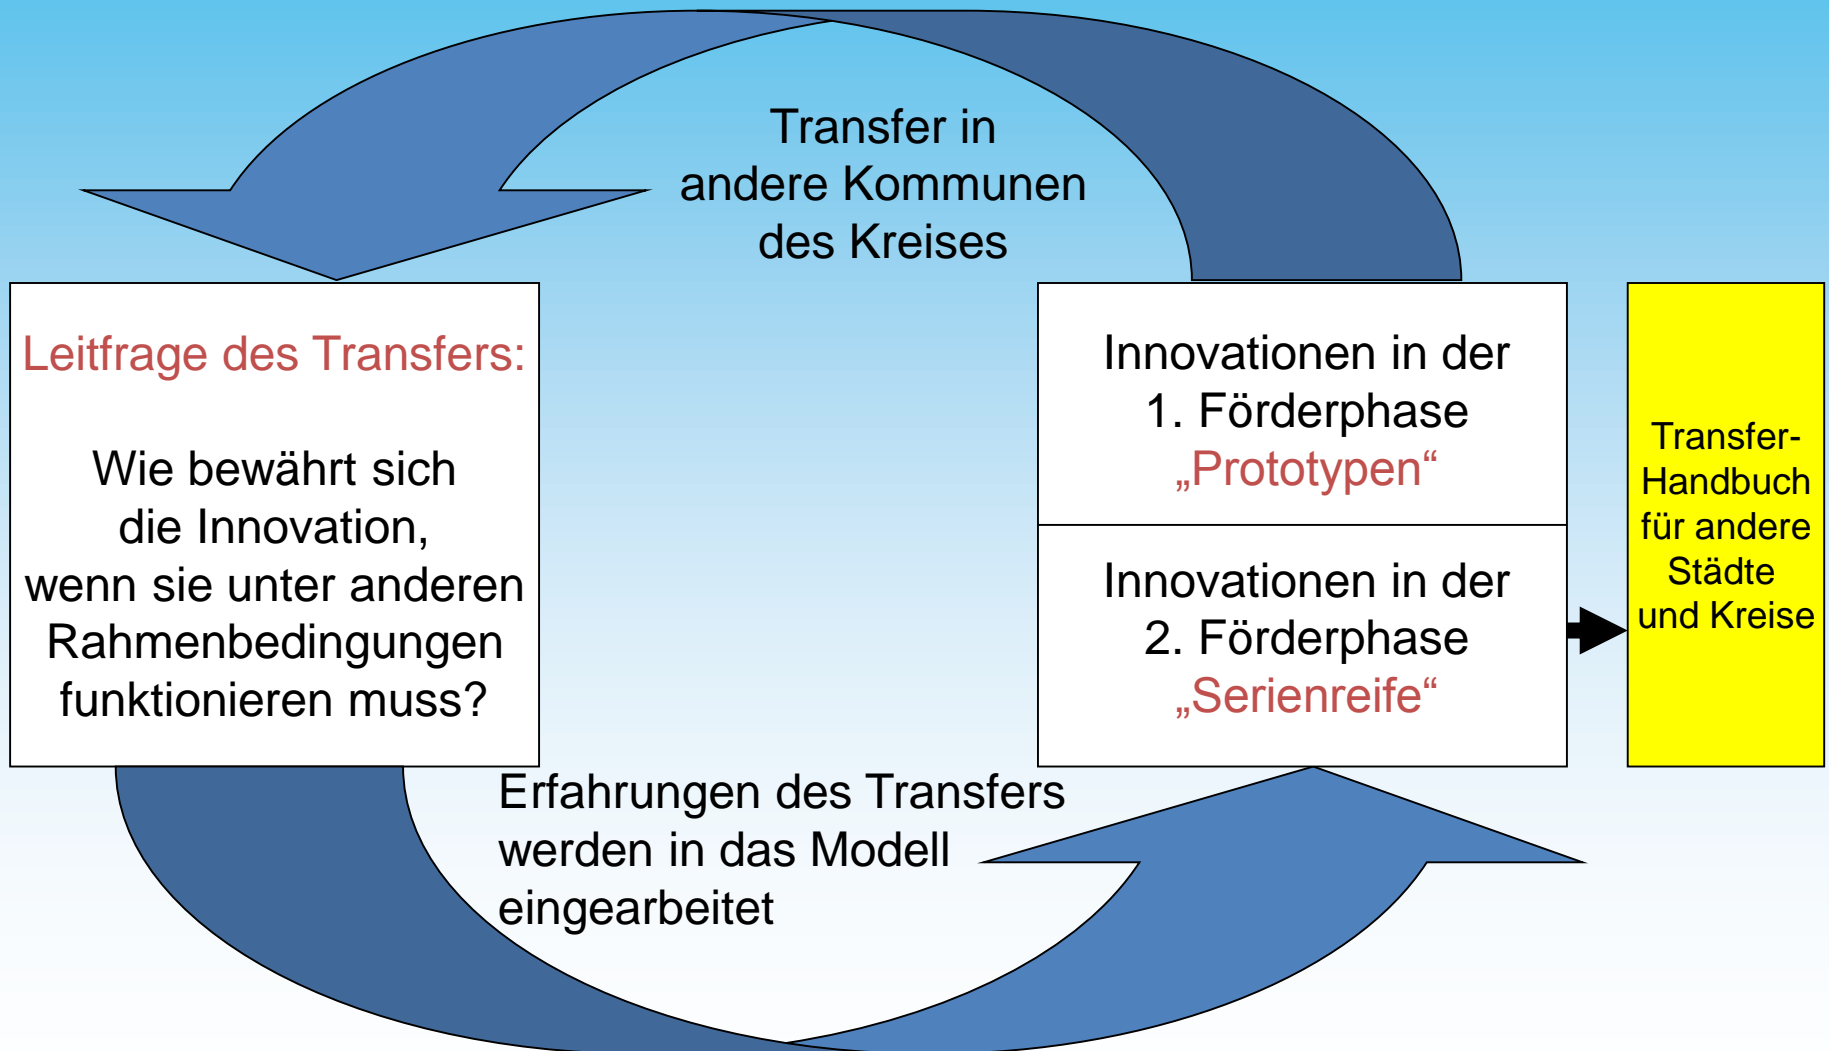 Transfer in
andere Kommunen
des Kreises
Leitfrage des Transfers:
Wie bewährt sich
die Innovation,
wenn sie unter anderen
Rahmenbedingungen
funktionieren muss?
Innovationen in der
1. Förderphase
„Prototypen“
Innovationen in der
2. Förderphase
„Serienreife“
Transfer-
Handbuch
für andere
Städte
und Kreise
Erfahrungen des Transfers
werden in das Modell
eingearbeitet